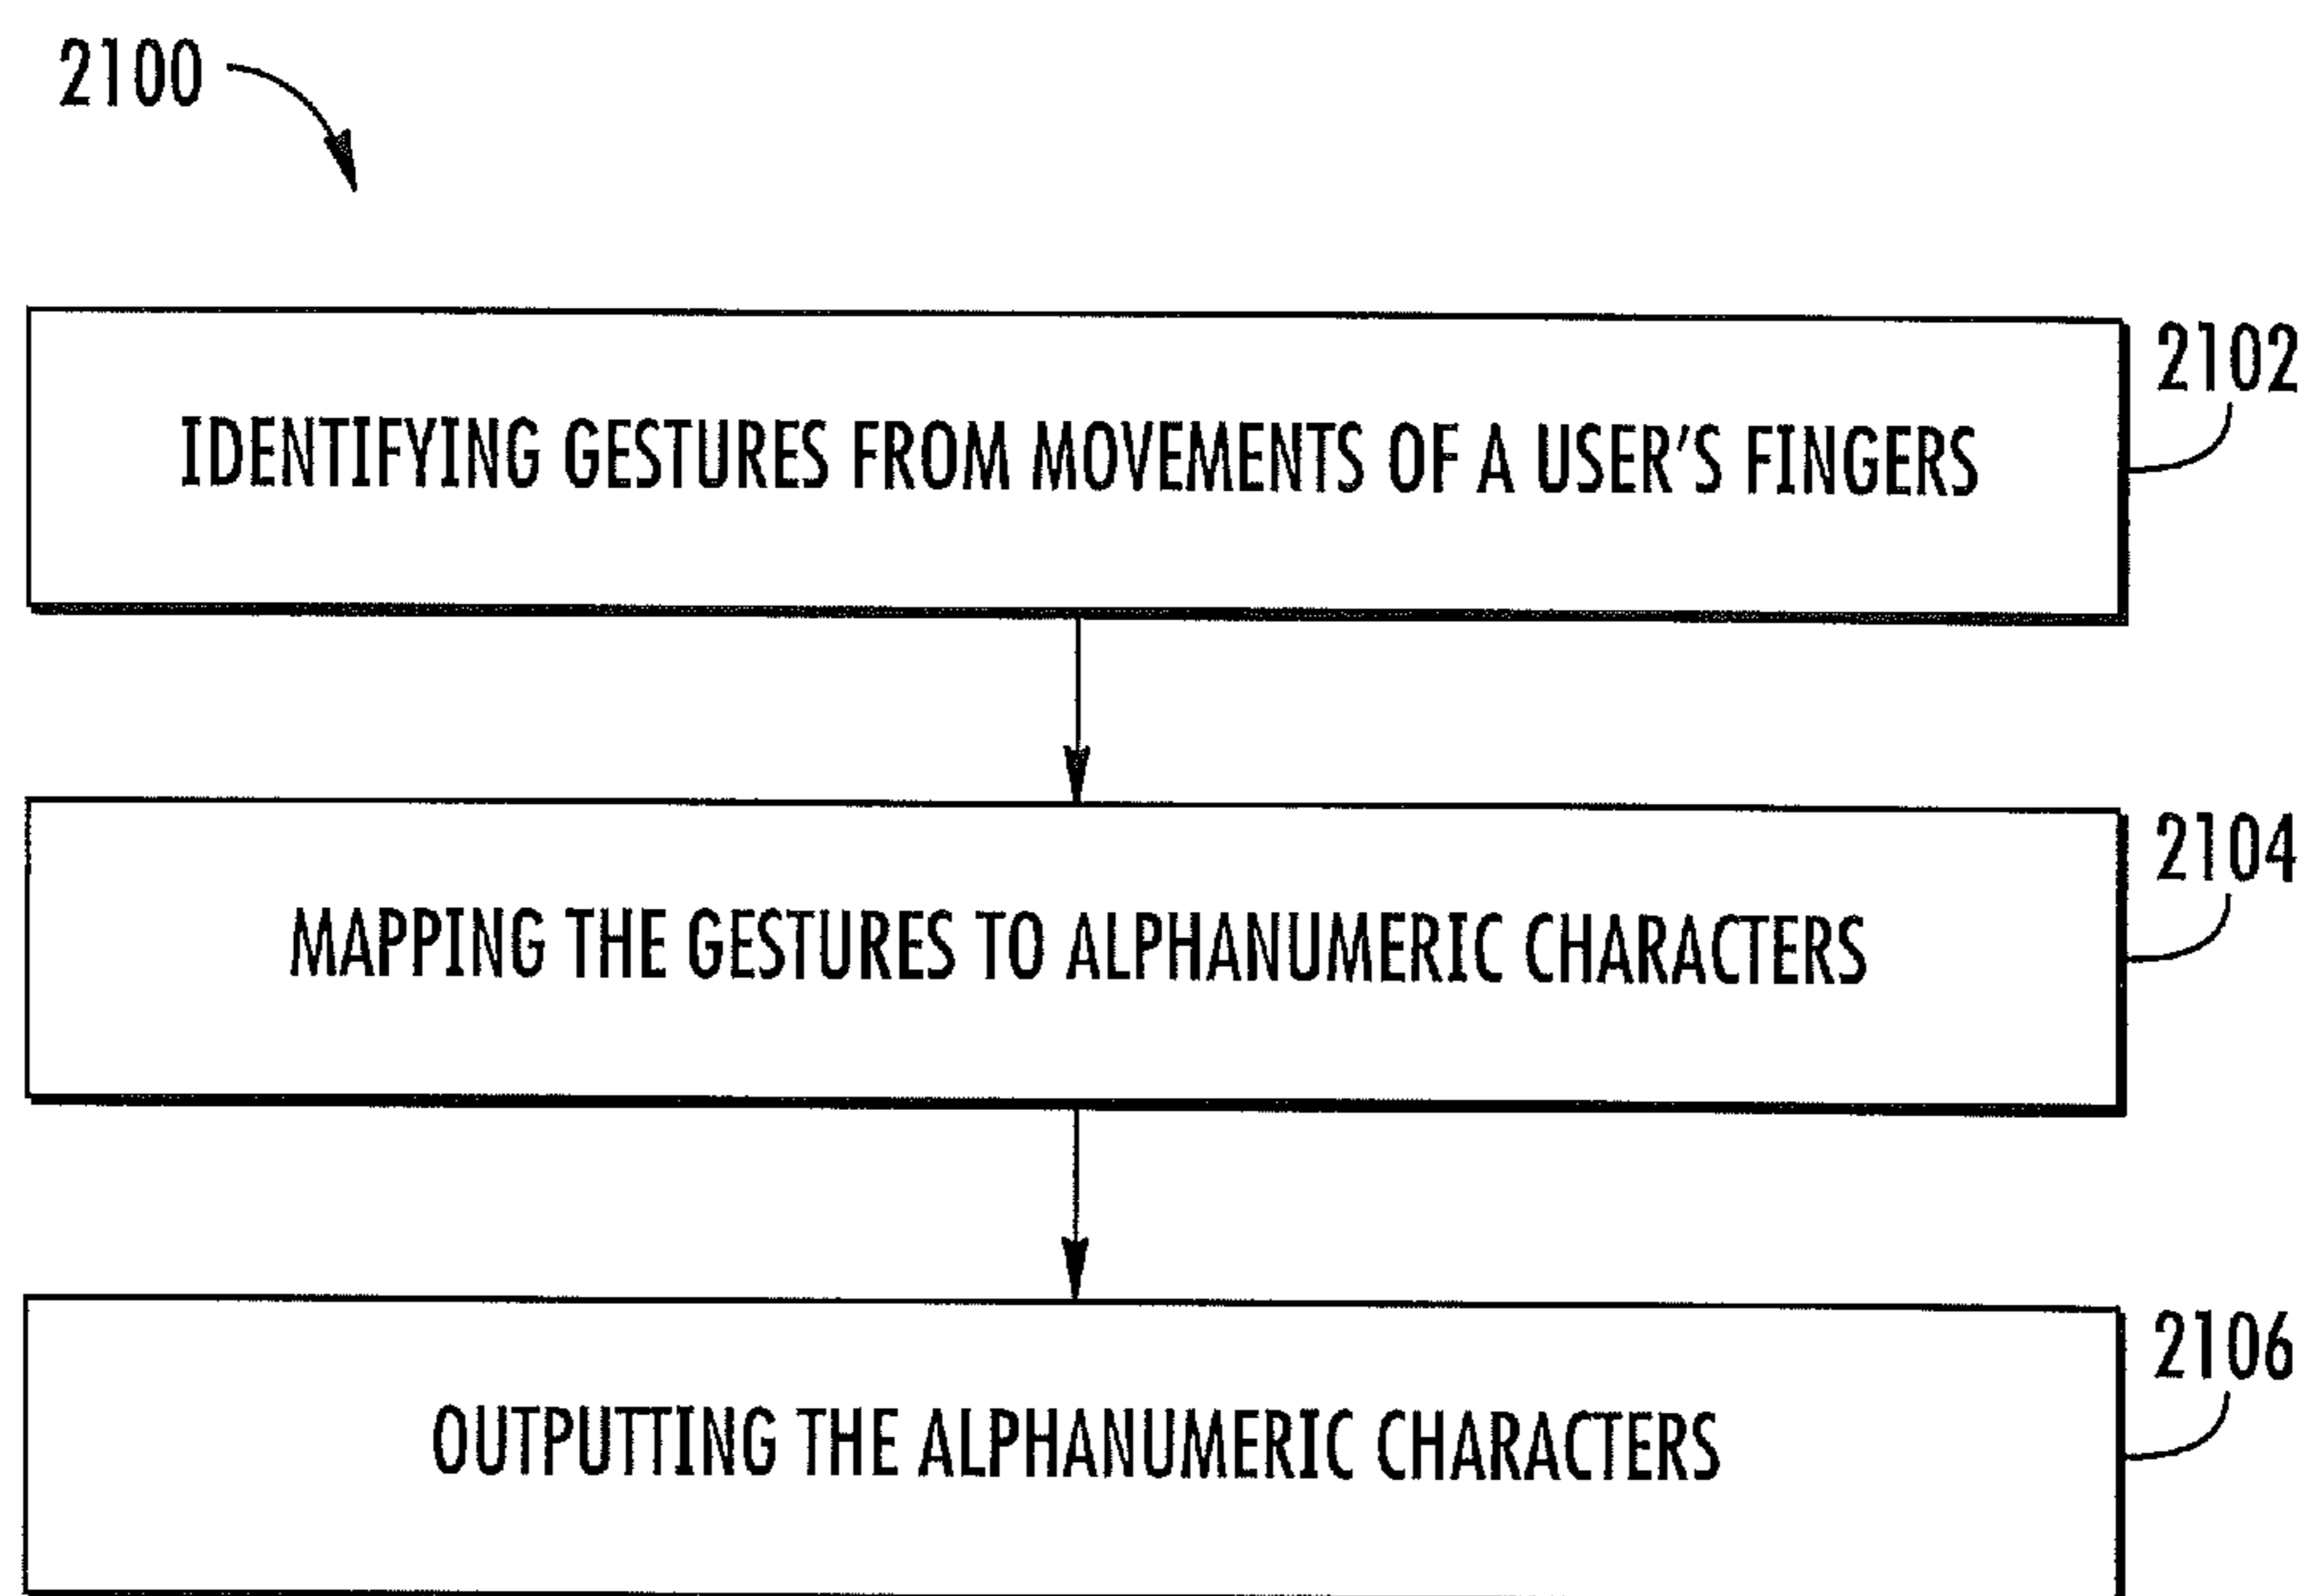 2100
2102
IDENTIFYING GESTURES FROM MOVEMENTS OF A USER'S FINGERS
2104
MAPPING THE GESTURES TO ALPHANUMERIC CHARACTERS
2106
OUTPUTTING THE ALPHANUMERIC CHARACTERS